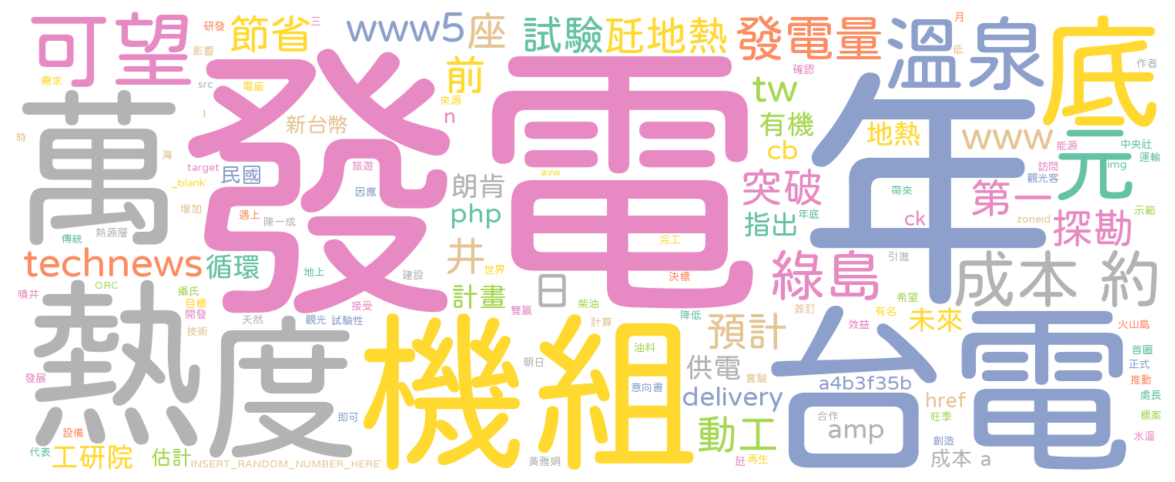 可望
節省
www5
座
試驗
瓩
地熱
發電量
溫泉
底
研發
三
影響
需求
src
電廠
前
來源
n
確認
tw
月
低
作者
萬
發電
年
新台幣
有機
cb
地熱
www
能源
訪問
觀光客
元
中央社
運輸
img
時
海
target
_blank'
民國
旅遊
因應
朗肯
php
avw
突破
指出
年底
帶來
ck
第一
zoneid
示範
探勘
增加
遇上
陳一成
傳統
熱源層
完工
引進
technews
循環
地上
建設
井
世界
日
決標
綠島
成本 約
噴井
ORC
攝氏
目標
開發
接受
計畫
雙贏
柴油
降低
簽訂
希望
有名
熱度
技術
天然
觀光
試驗性
機組
計算
預計
效益
台電
未來
火山島
首圖
正式
推動
發展
朝日
油料
意向書
供電
實驗
a4b3f35b
delivery
href
處長
設備
即可
動工
合作
amp
旺季
標案
水溫
代表
工研院
估計
INSERT_RANDOM_NUMBER_HERE'
黃雅娟
瓩
再生
創造
成本 a